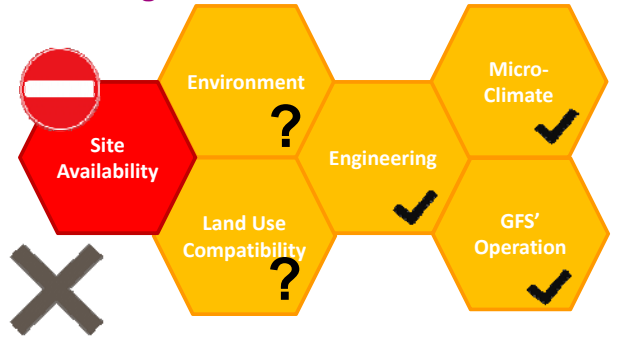 Site
Availability
Environment
?
Land Use
Compatibility
?
Engineering
Micro-
Climate
GFS’
Operation